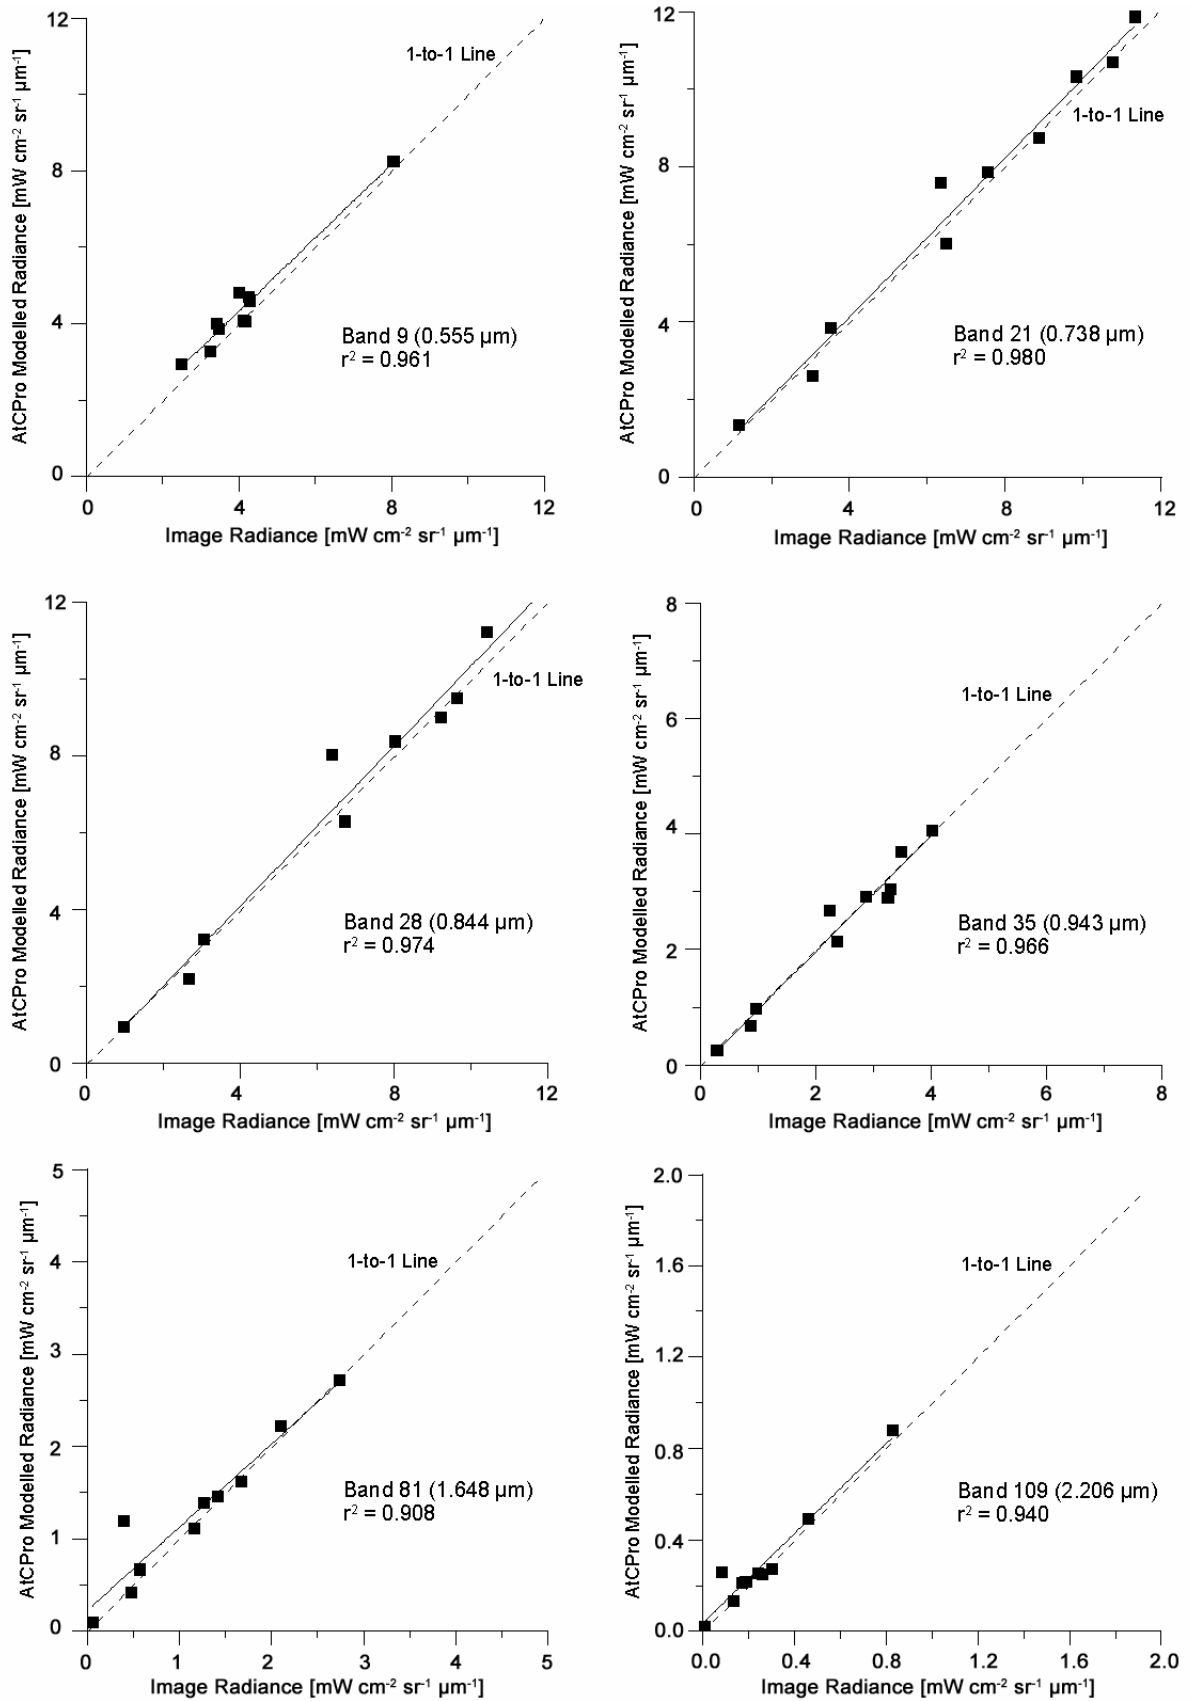 12
8
4
0
AtCPro Modelled Radiance [mW cm⁻² sr⁻¹ µm⁻¹]
1-to-1 Line
Band 9 (0.555 µm)
r² = 0.961
0 4 8 12
Image Radiance [mW cm⁻² sr⁻¹ µm⁻¹]
12
8
4
0
AtCPro Modelled Radiance [mW cm⁻² sr⁻¹ µm⁻¹]
1-to-1 Line
Band 21 (0.738 µm)
r² = 0.980
0 4 8 12
Image Radiance [mW cm⁻² sr⁻¹ µm⁻¹]
12
8
4
0
AtCPro Modelled Radiance [mW cm⁻² sr⁻¹ µm⁻¹]
1-to-1 Line
Band 28 (0.844 µm)
r² = 0.974
0 4 8 12
Image Radiance [mW cm⁻² sr⁻¹ µm⁻¹]
8
6
4
2
0
AtCPro Modelled Radiance [mW cm⁻² sr⁻¹ µm⁻¹]
1-to-1 Line
Band 35 (0.943 µm)
r² = 0.966
0 2 4 6 8
Image Radiance [mW cm⁻² sr⁻¹ µm⁻¹]
5
4
3
2
1
0
AtCPro Modelled Radiance [mW cm⁻² sr⁻¹ µm⁻¹]
1-to-1 Line
Band 81 (1.648 µm)
r² = 0.908
0 1 2 3 4 5
Image Radiance [mW cm⁻² sr⁻¹ µm⁻¹]
2.0
1.6
1.2
0.8
0.4
0.0
AtCPro Modelled Radiance [mW cm⁻² sr⁻¹ µm⁻¹]
1-to-1 Line
Band 109 (2.206 µm)
r² = 0.940
0.0 0.4 0.8 1.2 1.6 2.0
Image Radiance [mW cm⁻² sr⁻¹ µm⁻¹]